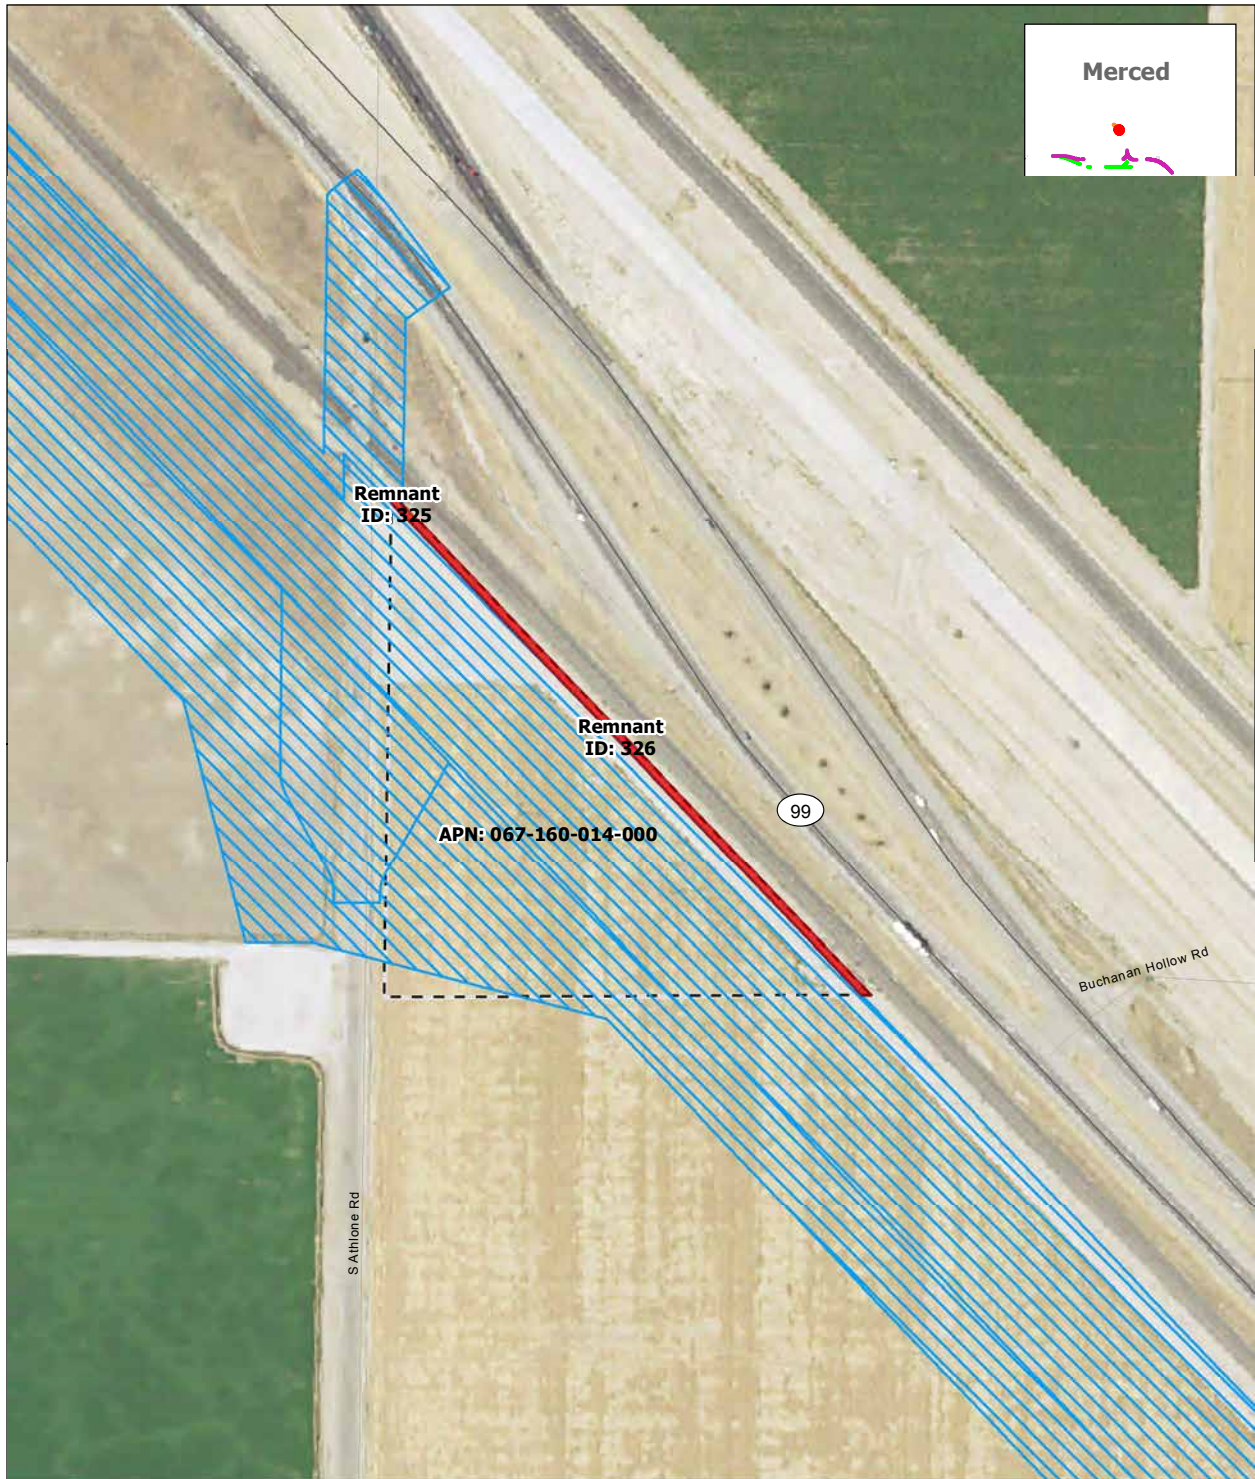 Merced
Remnant
ID: 325
Remnant
ID: 326
99
APN: 067-160-014-000
Buchanan Hollow Rd
S Athlone Rd